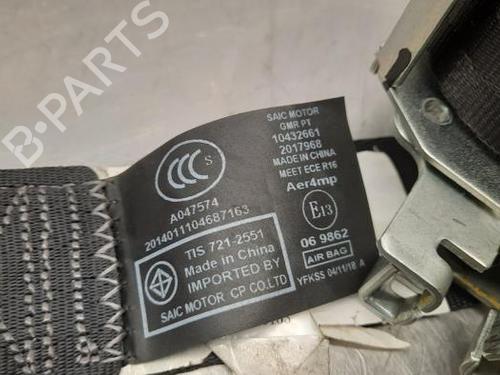 B-PARTS
S
A047574
2014011104687163
TIS 721-2551
Made in China
IMPORTED BY
SAIC MOTOR CP CO.LTD
SAIC MOTOR
GMR PT
10432661
2017968
MADE IN CHINA
MEET ECE R16
Aer4mp
E13
06 9862
AIR BAG
YFKSS 04/11/18 A